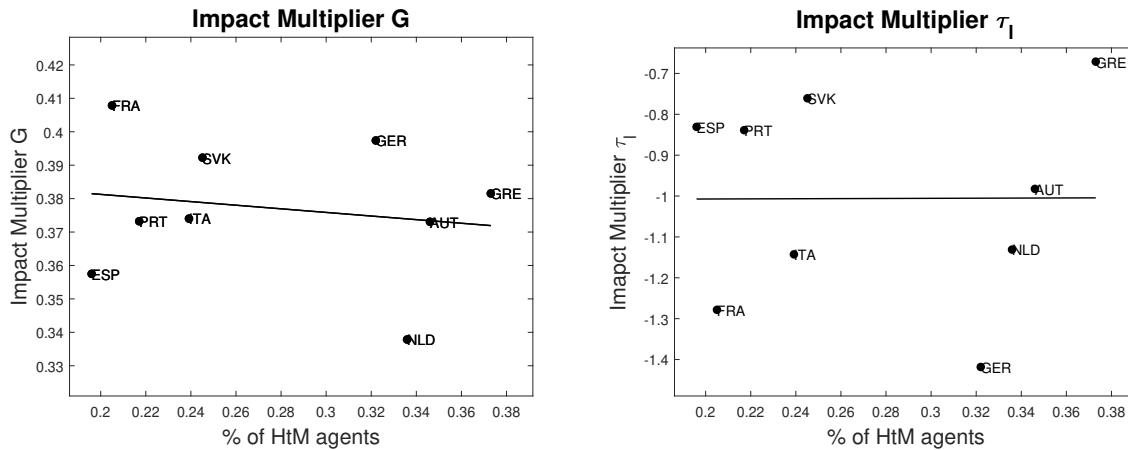 Impact Multiplier G
0.42
0.41
0.4
0.39
0.38
0.37
0.36
0.35
0.34
0.33
Impact Multiplier G
FRA
GER
SVK
GRE
PRT
ITA
AUT
ESP
NLD
0.2 0.22 0.24 0.26 0.28 0.3 0.32 0.34 0.36 0.38
% of HtM agents
Impact Multiplier τl
-0.7
-0.8
-0.9
-1
-1.1
-1.2
-1.3
-1.4
Imapct Multiplier τl
GRE
SVK
ESP
PRT
AUT
NLD
ITA
FRA
GER
0.2 0.22 0.24 0.26 0.28 0.3 0.32 0.34 0.36 0.38
% of HtM agents